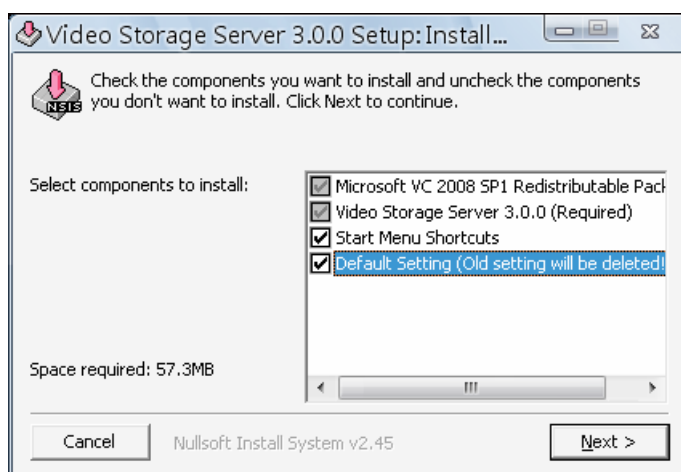 Video Storage Server 3.0.0 Setup: Install...
Check the components you want to install and uncheck the components
you don't want to install. Click Next to continue.
NSIS
Select components to install:
Microsoft VC 2008 SP1 Redistributable Pack
Video Storage Server 3.0.0 (Required)
Start Menu Shortcuts
Default Setting (Old setting will be deleted!
Space required: 57.3MB
Cancel
Nullsoft Install System v2.45
Next >